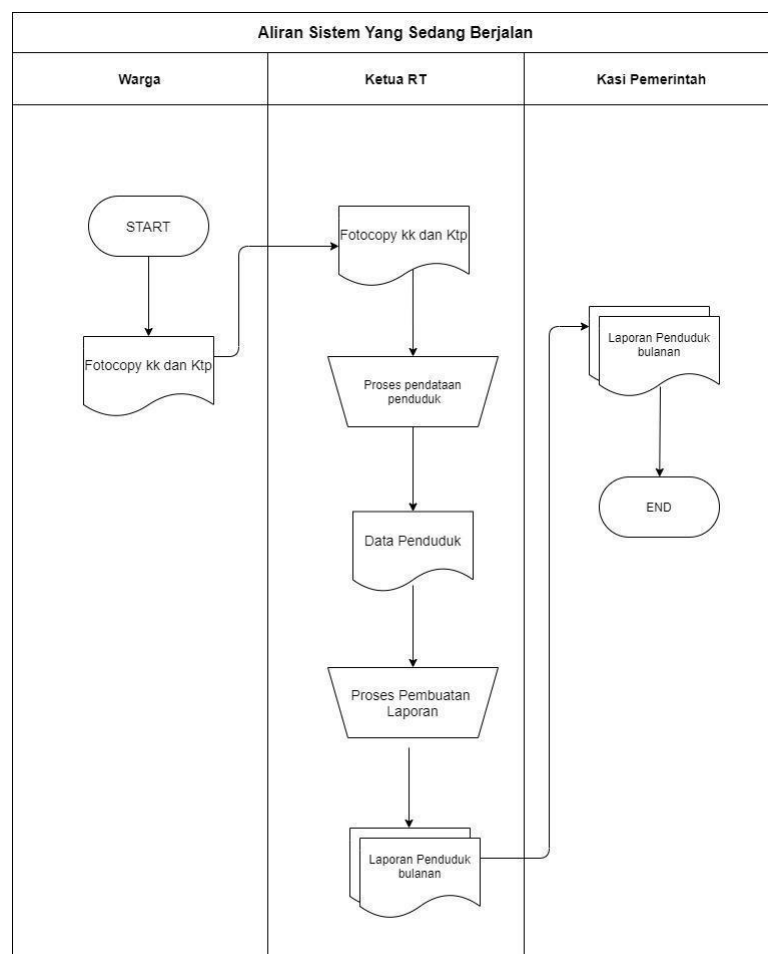 Aliran Sistem Yang Sedang Berjalan
Warga
Ketua RT
Kasi Pemerintah
START
Fotocopy kk dan Ktp
Fotocopy kk dan Ktp
Proses pendataan
penduduk
Data Penduduk
Proses Pembuatan
Laporan
Laporan Penduduk
bulanan
Laporan Penduduk
bulanan
END